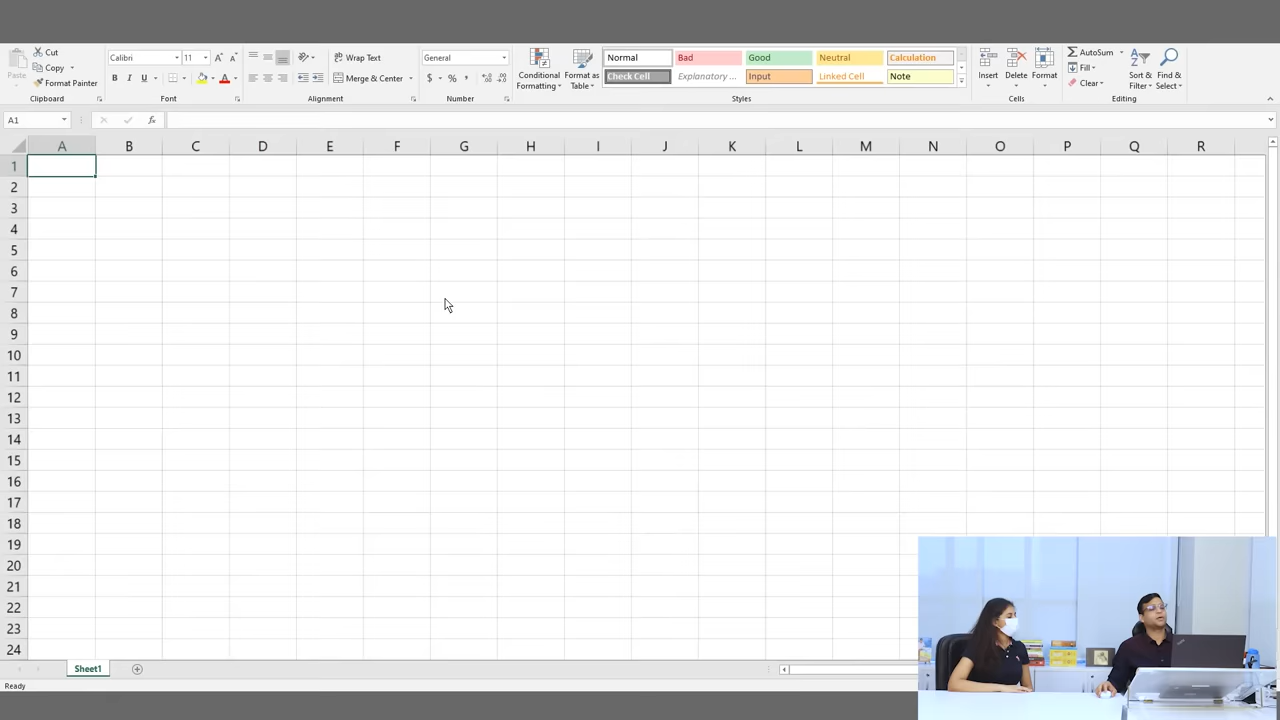 Cut
Calibri 11 Wrap Text General Normal Bad Good Neutral Calculation AutoSum
Paste Copy Conditional Format as Insert Delete Format Fill Sort & Find &
Format Painter B I U Merge & Center $ % , Formatting Table Check Cell Explanatory ... Input Linked Cell Note Clear Filter Select
Clipboard Font Alignment Number Styles Cells Editing
A1 fx
A B C D E F G H I J K L M N O P Q R
1
2
3
4
5
6
7
8
9
10
11
12
13
14
15
16
17
18
19
20
21
22
23
24
Sheet1
Ready